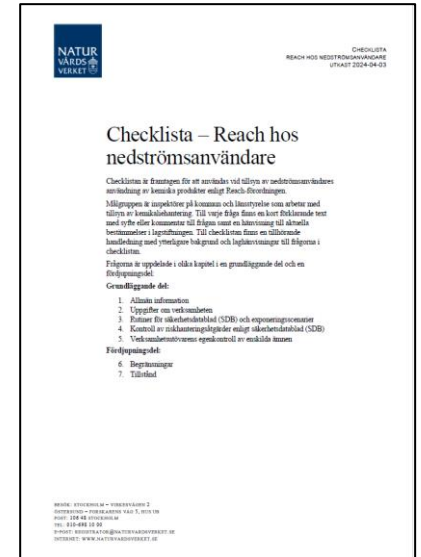 NATUR
VÅRDS
VERKET
CHECKLISTA
REACH HOS NEDSTRÖMSANVÄNDARE
UTKAST 2024-04-03
Checklista – Reach hos
nedströmsanvändare
Checklistan är framtagen för att användas vid tillsyn av nedströmsanvändares
användning av kemiska produkter enligt Reach-förordningen.
Målgruppen är inspektörer på kommun och länsstyrelse som arbetar med
tillsyn av kemikaliehantering. Till varje fråga finns en kort förklarande text
med syfte eller kommentar till frågan samt en hänvisning till aktuella
bestämmelser i lagstiftningen. Till checklistan finns en tillhörande
handledning med ytterligare bakgrund och laghänvisningar till frågorna i
checklistan.
Frågorna är uppdelade i olika kapitel i en grundläggande del och en
fördjupningsdel:
Grundläggande del:
1. Allmän information
2. Uppgifter om verksamheten
3. Rutiner för säkerhetsdatablad (SDB) och exponeringsscenarier
4. Kontroll av riskhanteringsåtgärder enligt säkerhetsdatablad (SDB)
5. Verksamhetsutövarens egenkontroll av enskilda ämnen
Fördjupningsdel:
6. Begränsningar
7. Tillstånd
BESÖK: STOCKHOLM – VIRKESVÄGEN 2
ÖSTERSUND – FORSKARENS VÄG 5, HUS UB
POST: 106 48 STOCKHOLM
TEL: 010-698 10 00
E-POST: REGISTRATOR@NATURVARDSVERKET.SE
INTERNET: WWW.NATURVARDSVERKET.SE